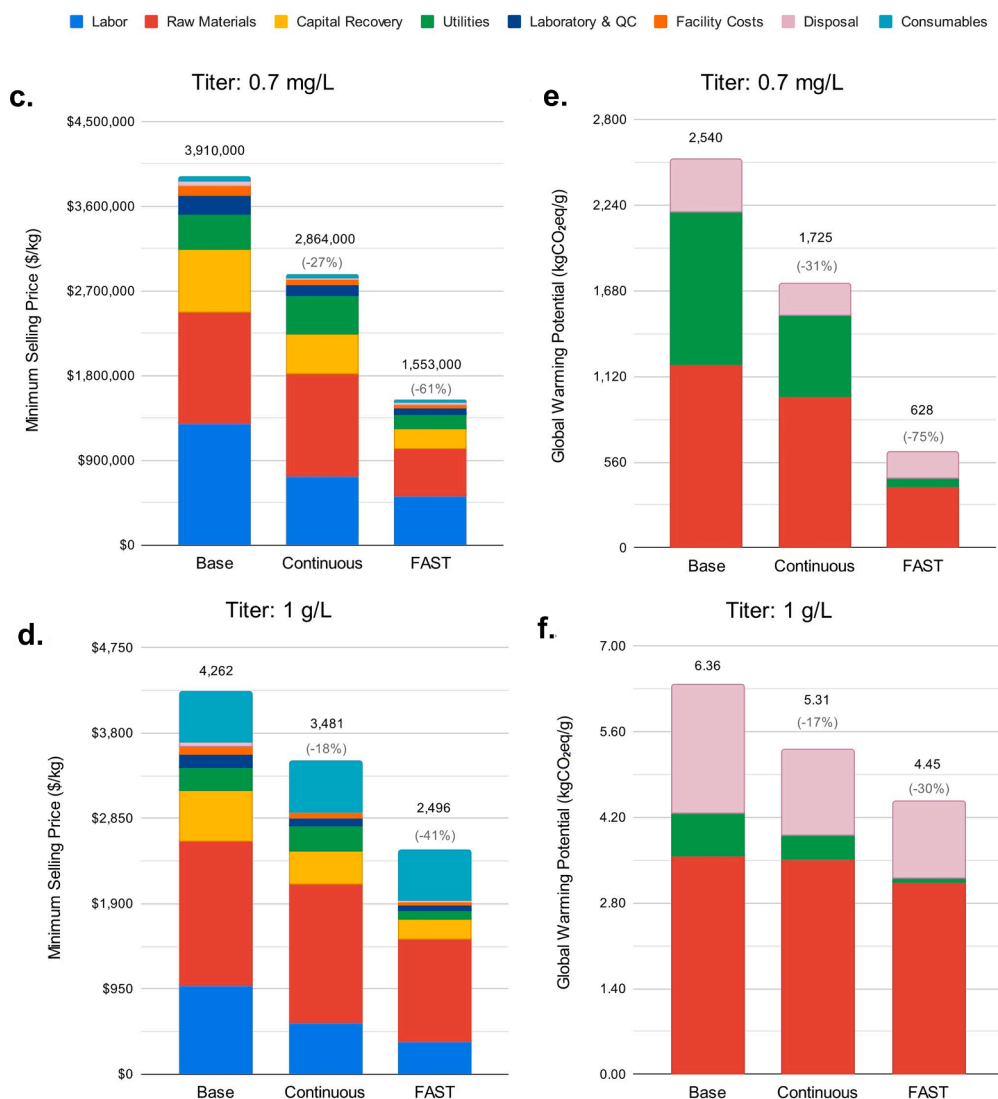 Labor Raw Materials Capital Recovery Utilities Laboratory & QC Facility Costs Disposal Consumables
c.
Titer: 0.7 mg/L
Minimum Selling Price ($/kg)
$4,500,000
$3,600,000
$2,700,000
$1,800,000
$900,000
$0
3,910,000
2,864,000
(-27%)
1,553,000
(-61%)
Base Continuous FAST
e.
Titer: 0.7 mg/L
Global Warming Potential (kgCO₂eq/g)
2,800
2,240
1,680
1,120
560
0
2,540
1,725
(-31%)
628
(-75%)
Base Continuous FAST
d.
Titer: 1 g/L
Minimum Selling Price ($/kg)
$4,750
$3,800
$2,850
$1,900
$950
$0
4,262
3,481
(-18%)
2,496
(-41%)
Base Continuous FAST
f.
Titer: 1 g/L
Global Warming Potential (kgCO₂eq/g)
7.00
5.60
4.20
2.80
1.40
0.00
6.36
5.31
(-17%)
4.45
(-30%)
Base Continuous FAST